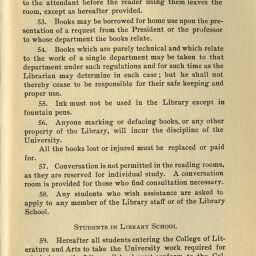 to the attendant before the reader using them leaves the
room, except as hereafter provided.
53. Books may be borrowed for home use upon the pre-
sentation of a request from the President or the professor
to whose department the books relate.
54. Books which are purely technical and which relate
to the work of a single department may be taken to that
department under such regulations and for such time as the
Librarian may determine in each case; but he shall not
thereby cease to be responsible for their safe keeping and
proper use.
55. Ink must not be used in the Library except in
fountain pens.
56. Anyone marking or defacing books, or any other
property of the Library, will incur the discipline of the
University.
All the books lost or injured must be replaced or paid
for.
57. Conversation is not permitted in the reading rooms,
as they are reserved for individual study. A conversation
room is provided for those who find consultation necessary.
58. Any students who wish assistance are asked to
apply to any member of the Library staff or of the Library
School.
STUDENTS IN LIBRARY SCHOOL
59. Hereafter all students entering the College of Lit-
erature and Arts to take the University work required for